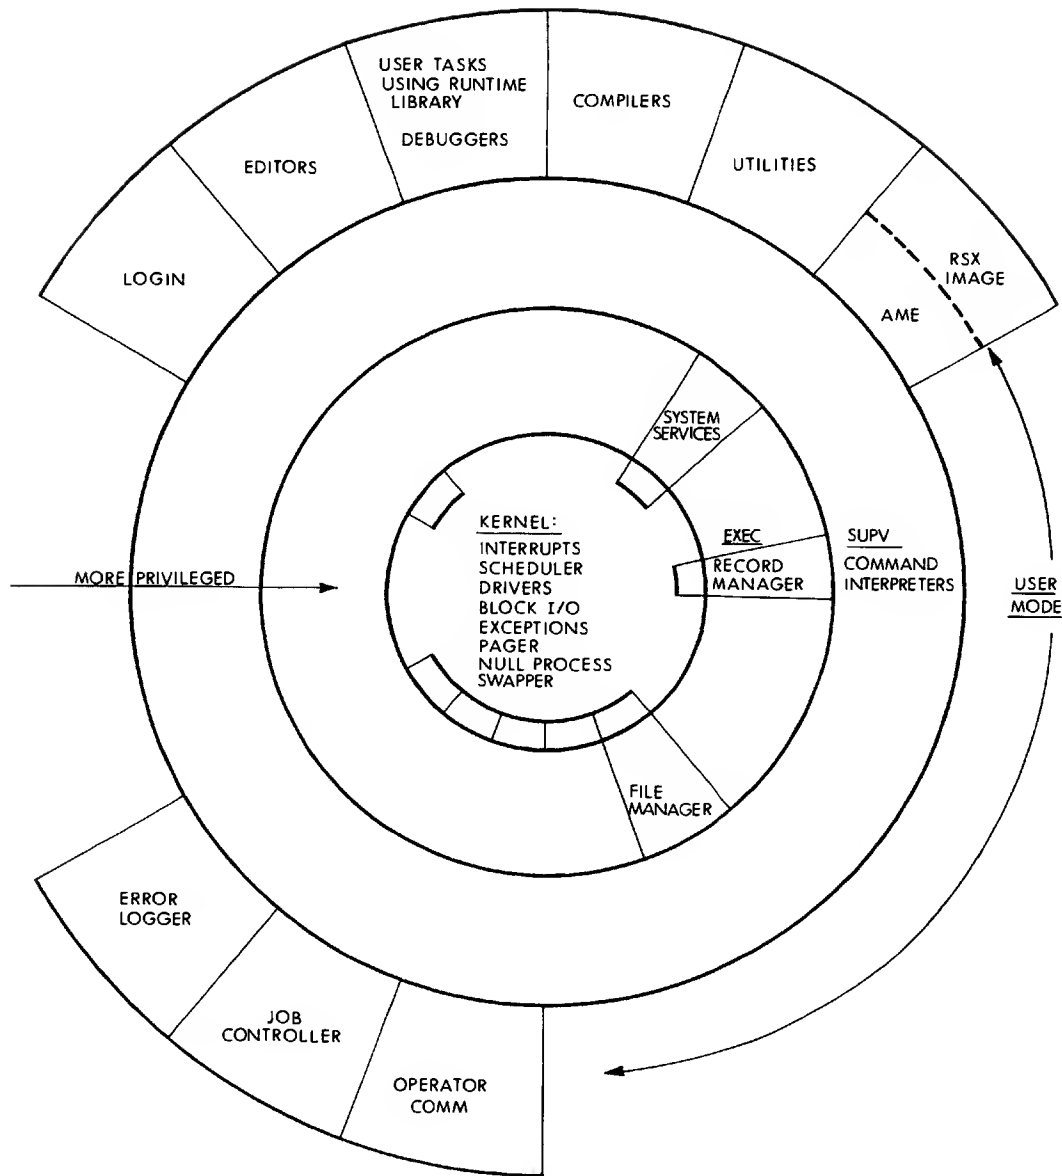 USER TASKS
USING RUNTIME
LIBRARY
DEBUGGERS
COMPILERS
EDITORS
UTILITIES
LOGIN
RSX
IMAGE
AME
SYSTEM
SERVICES
KERNEL:
INTERRUPTS
SCHEDULER
DRIVERS
BLOCK I/O
EXCEPTIONS
PAGER
NULL PROCESS
SWAPPER
EXEC
RECORD
MANAGER
SUPV
COMMAND
INTERPRETERS
MORE PRIVILEGED
USER
MODE
FILE
MANAGER
ERROR
LOGGER
JOB
CONTROLLER
OPERATOR
COMM